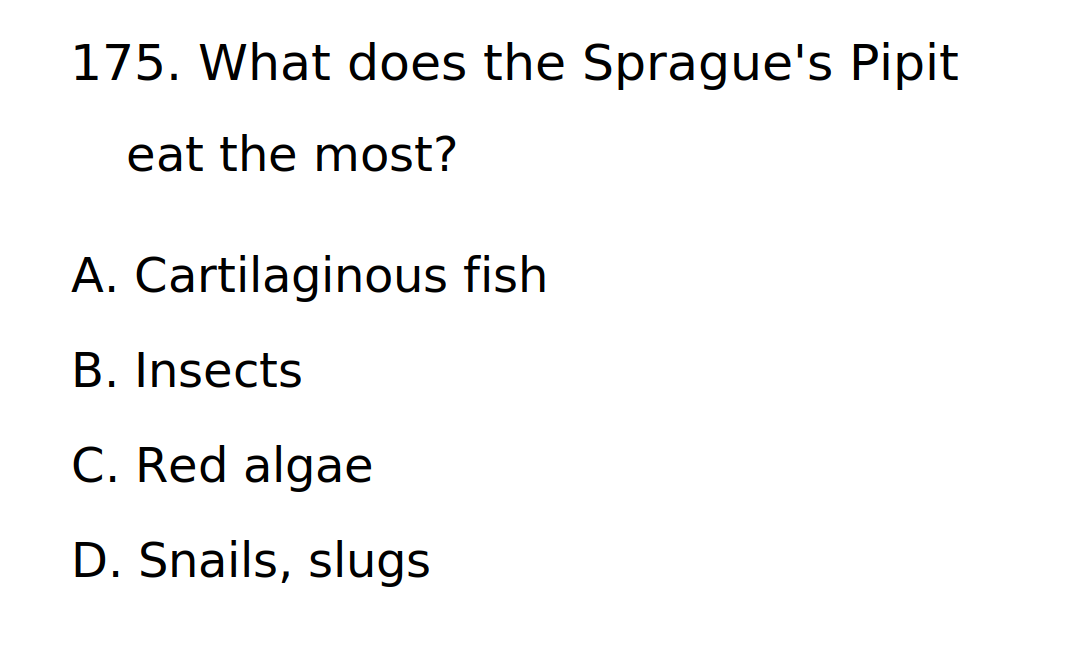 175. What does the Sprague's Pipit
eat the most?
A. Cartilaginous fish
B. Insects
C. Red algae
D. Snails, slugs